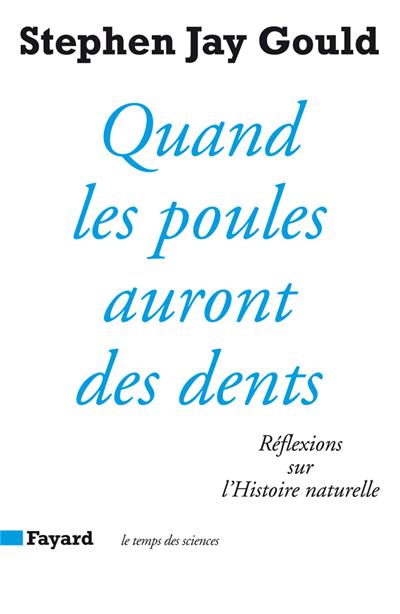 Stephen Jay Gould
Quand
les poules
auront
des dents
Réflexions
sur
l'Histoire naturelle
Fayard
le temps des sciences